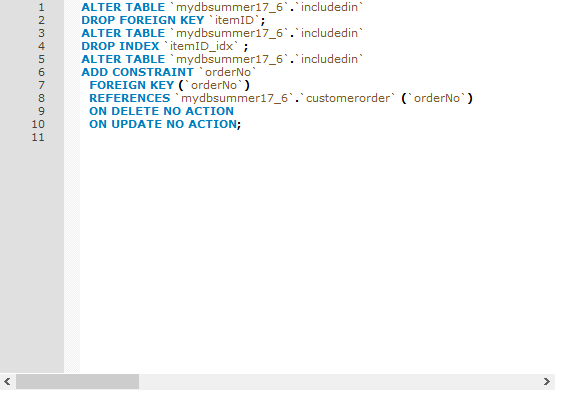 1 ALTER TABLE `mydbsummer17_6`.`includedin`
2 DROP FOREIGN KEY `itemID`;
3 ALTER TABLE `mydbsummer17_6`.`includedin`
4 DROP INDEX `itemID_idx` ;
5 ALTER TABLE `mydbsummer17_6`.`includedin`
6 ADD CONSTRAINT `orderNo`
7 FOREIGN KEY (`orderNo`)
8 REFERENCES `mydbsummer17_6`.`customerorder` (`orderNo`)
9 ON DELETE NO ACTION
10 ON UPDATE NO ACTION;
11